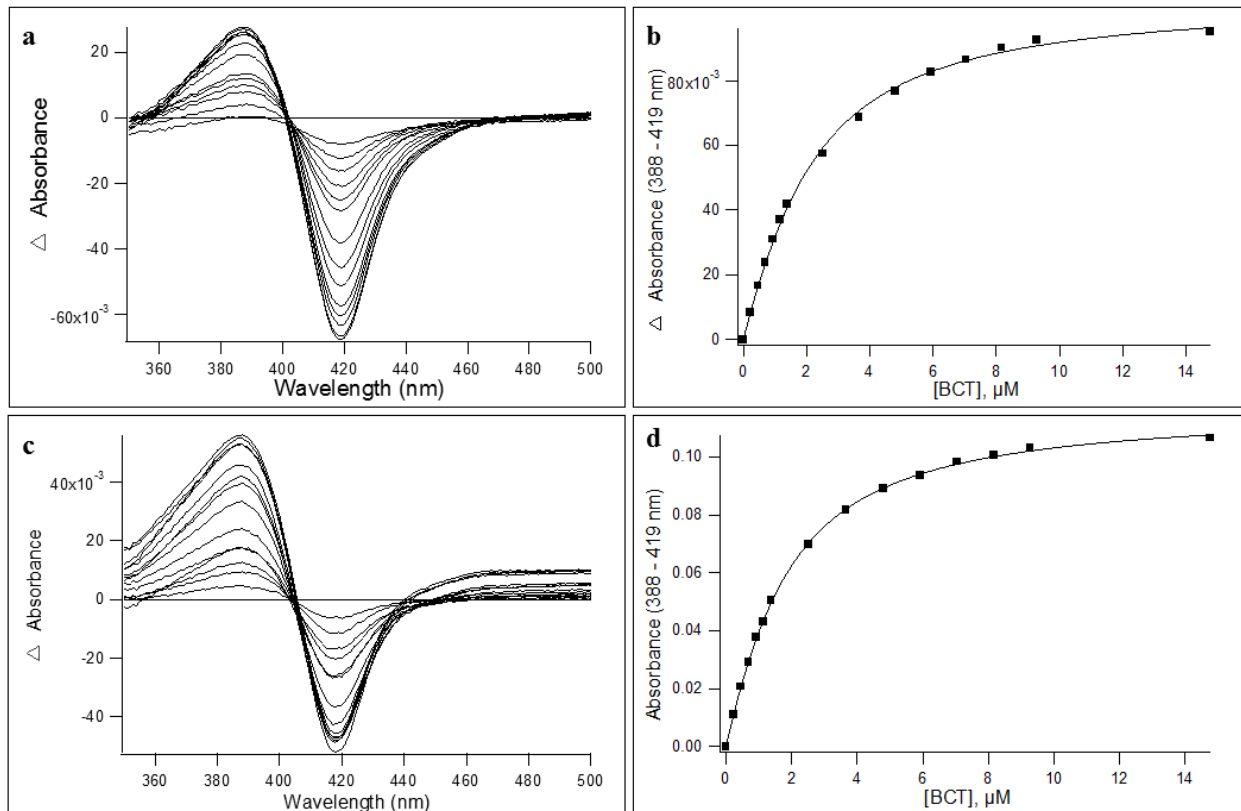 a
△ Absorbance
20
0
-20
-40
-60x10⁻³
360 380 400 420 440 460 480 500
Wavelength (nm)
b
△ Absorbance (388 - 419 nm)
80x10⁻³
60
40
20
0
0 2 4 6 8 10 12 14
[BCT], µM
c
△ Absorbance
40x10⁻³
20
0
-20
-40
360 380 400 420 440 460 480 500
Wavelength (nm)
d
△ Absorbance (388 - 419 nm)
0.10
0.08
0.06
0.04
0.02
0.00
0 2 4 6 8 10 12 14
[BCT], µM